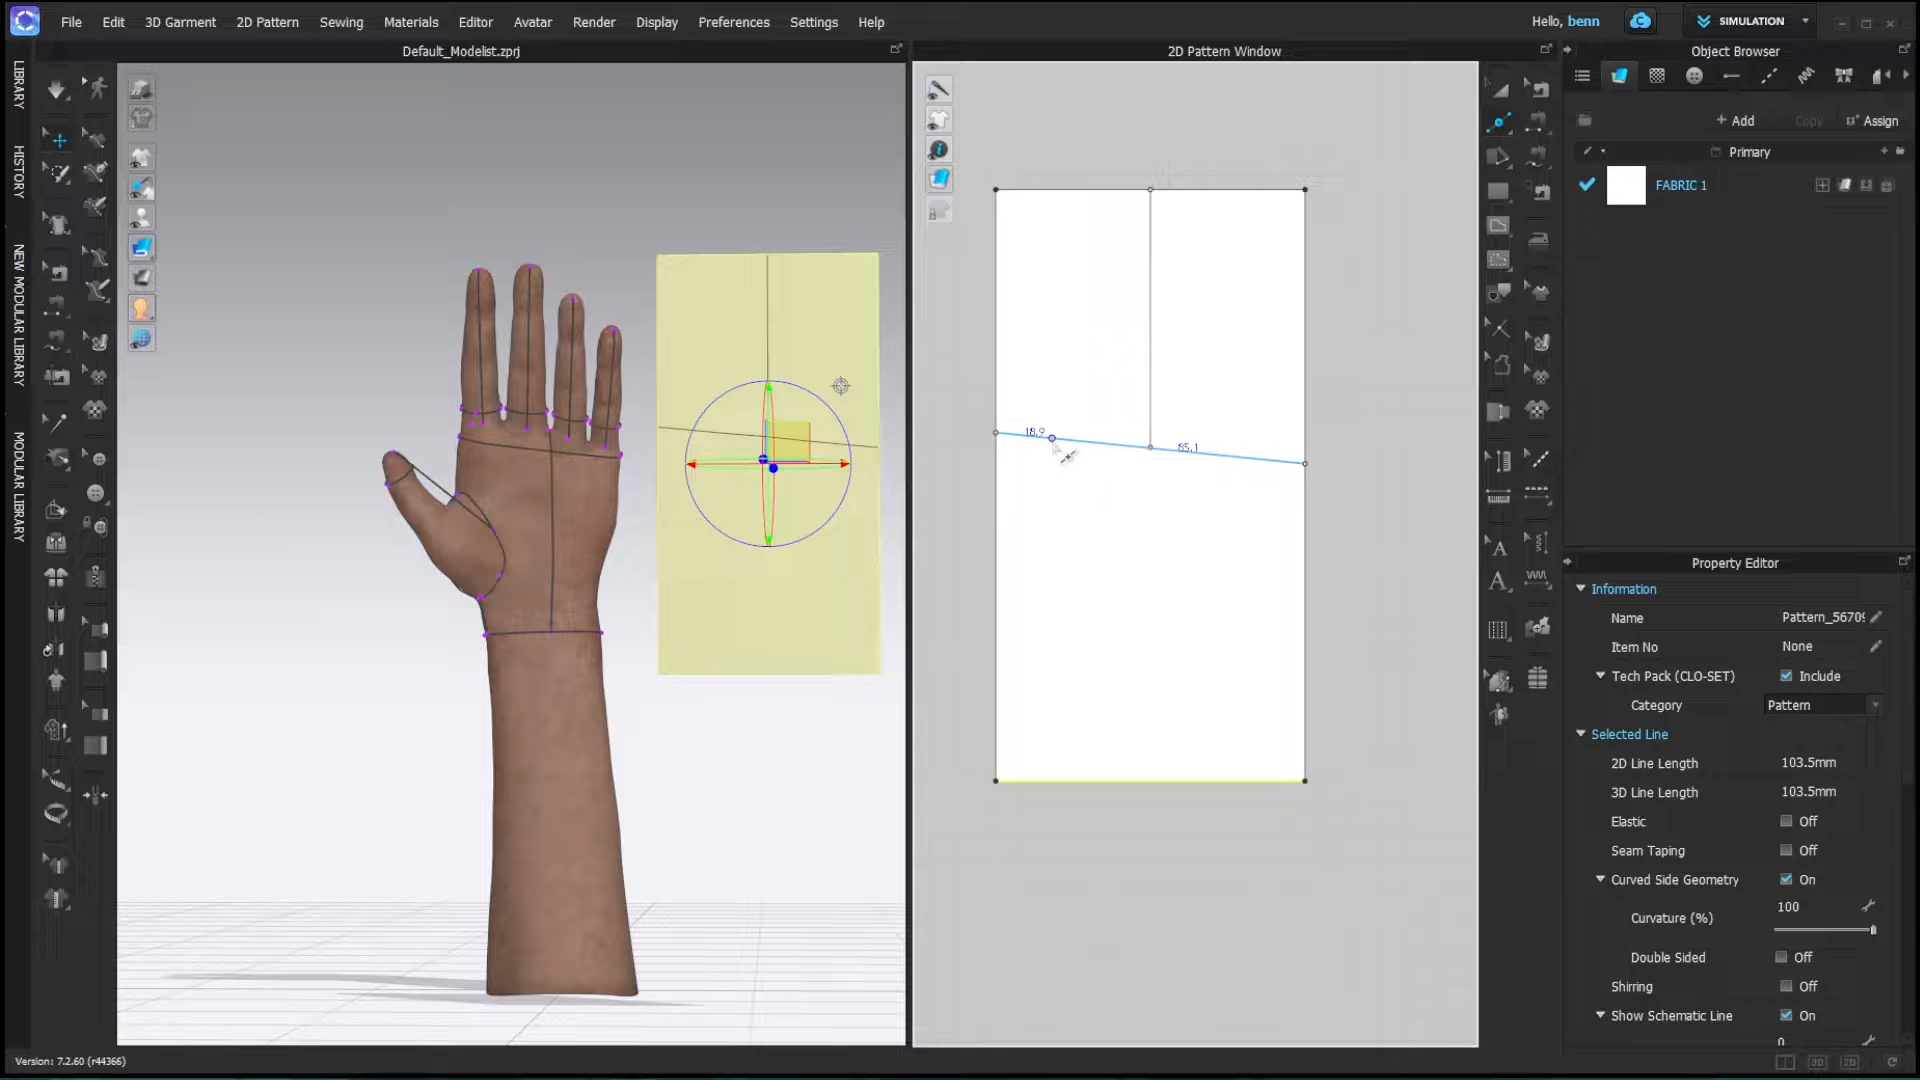 File Edit 3D Garment 2D Pattern Sewing Materials Editor Avatar Render Display Preferences Settings Help Hello, benn SIMULATION
Default_Modelist.zprj
2D Pattern Window
Object Browser
LIBRARY
HISTORY
NEW MODULAR LIBRARY
MODULAR LIBRARY
Add Copy Assign
Primary
FABRIC 1
18.9
85.1
Property Editor
Information
Name Pattern_5670
Item No None
Tech Pack (CLO-SET) Include
Category Pattern
Selected Line
2D Line Length 103.5mm
3D Line Length 103.5mm
Elastic Off
Seam Taping Off
Curved Side Geometry On
Curvature (%) 100
Double Sided Off
Shirring Off
Show Schematic Line On
0
Version: 7.2.60 (r44366)
3D 2D